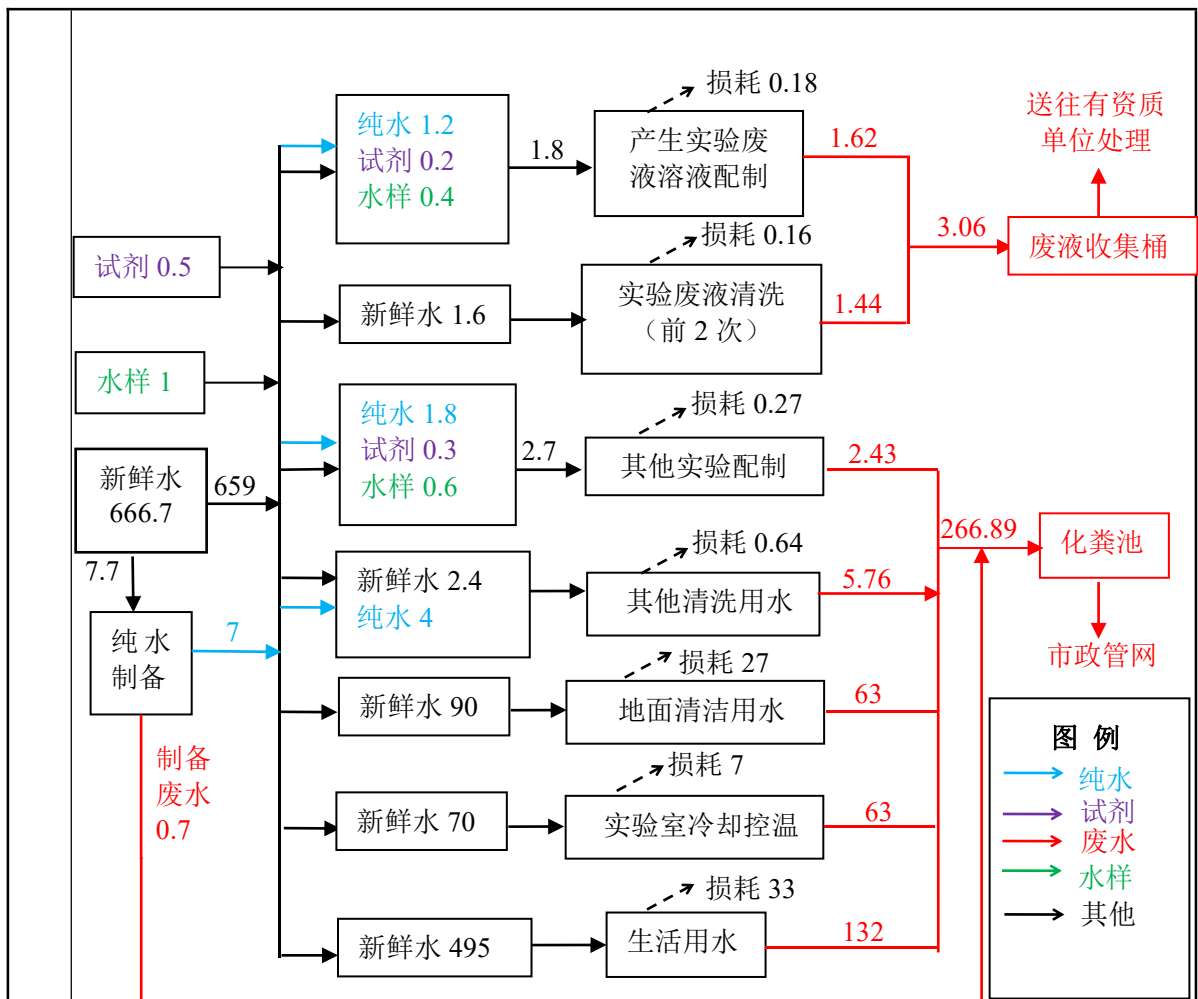 损耗 0.18
纯水 1.2
试剂 0.2
水样 0.4
1.8
产生实验废
液溶液配制
1.62
送往有资质
单位处理
3.06
废液收集桶
试剂 0.5
损耗 0.16
新鲜水 1.6
实验废液清洗
（前 2 次）
1.44
水样 1
纯水 1.8
试剂 0.3
水样 0.6
2.7
损耗 0.27
其他实验配制
2.43
新鲜水
666.7
659
7.7
266.89
化粪池
市政管网
新鲜水 2.4
纯水 4
损耗 0.64
其他清洗用水
5.76
纯 水
制备
7
损耗 27
新鲜水 90
地面清洁用水
63
制备
废水
0.7
损耗 7
新鲜水 70
实验室冷却控温
63
损耗 33
新鲜水 495
生活用水
132
图 例
纯水
试剂
废水
水样
其他